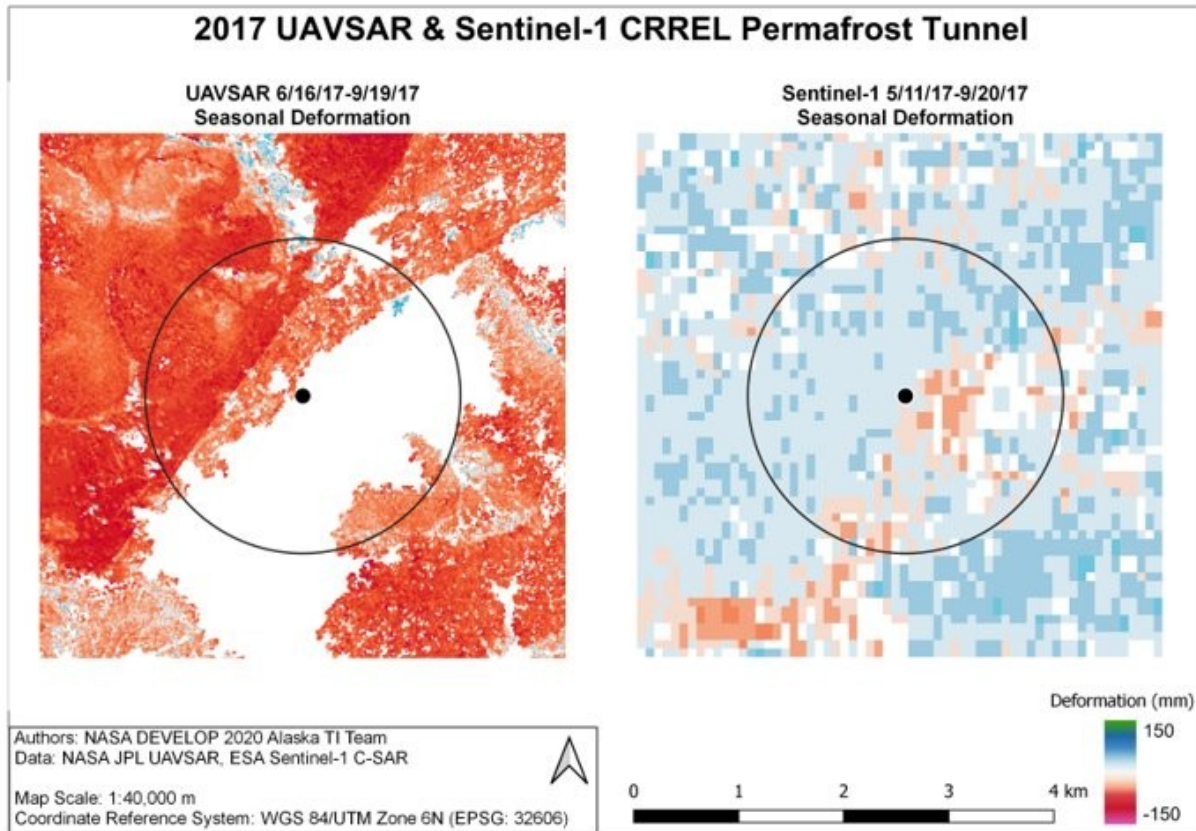 2017 UAVSAR & Sentinel-1 CRREL Permafrost Tunnel
UAVSAR 6/16/17-9/19/17
Seasonal Deformation
Sentinel-1 5/11/17-9/20/17
Seasonal Deformation
Authors: NASA DEVELOP 2020 Alaska TI Team
Data: NASA JPL UAVSAR, ESA Sentinel-1 C-SAR
Map Scale: 1:40,000 m
Coordinate Reference System: WGS 84/UTM Zone 6N (EPSG: 32606)
0 1 2 3 4 km
Deformation (mm)
150
-150